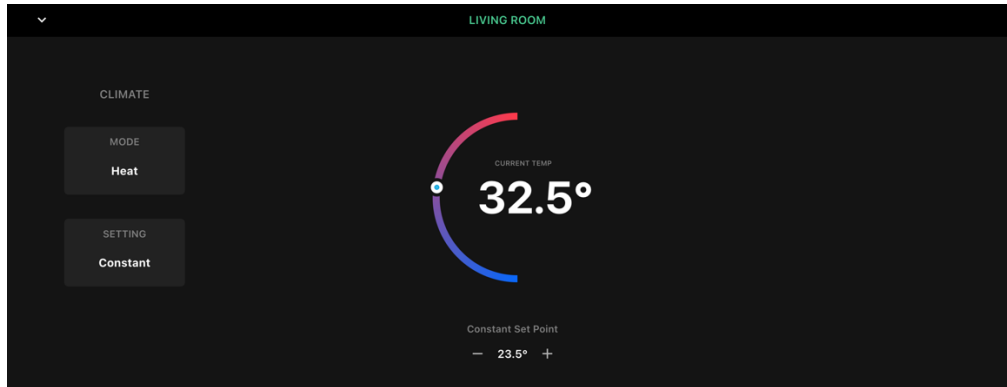 LIVING ROOM
CLIMATE
MODE
Heat
SETTING
Constant
CURRENT TEMP
32.5°
Constant Set Point
− 23.5° +